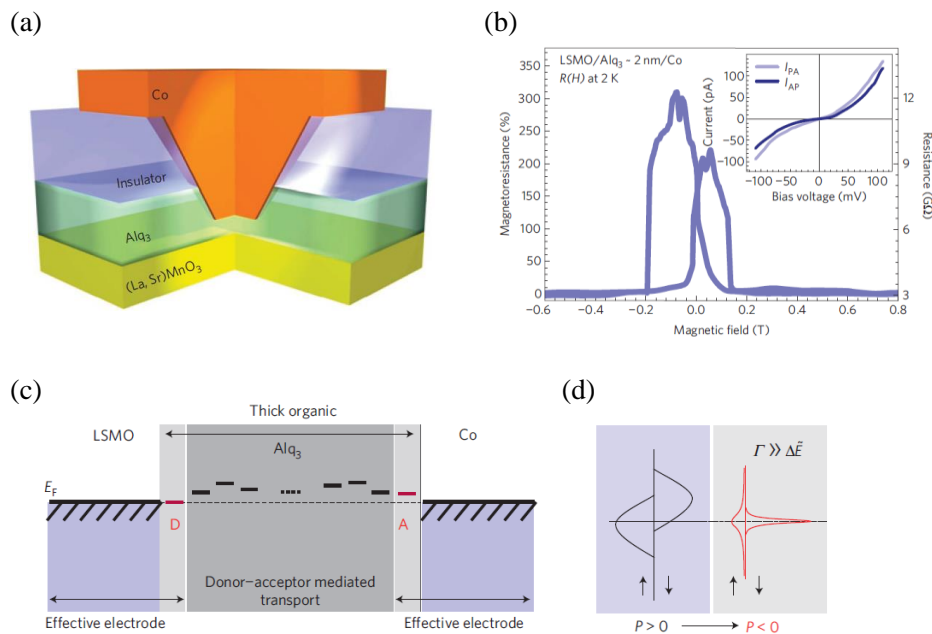 (a)
Co
Insulator
Alq3
(La, Sr)MnO3
(b)
LSMO/Alq3 - 2 nm/Co
R(H) at 2 K
350
300
250
200
150
100
50
0
Magnetoresistance (%)
−0.6 −0.4 −0.2 0.0 0.2 0.4 0.6 0.8
Magnetic field (T)
12
9
6
3
Resistance (GΩ)
IPA
IAP
100
50
0
−50
−100
Current (pA)
−100 −50 0 50 100
Bias voltage (mV)
(c)
Thick organic
LSMO Alq3 Co
EF
D A
Donor–acceptor mediated
transport
Effective electrode Effective electrode
(d)
Γ ≫ ΔẼ
↑ ↓ ↑ ↓
P > 0 → P < 0